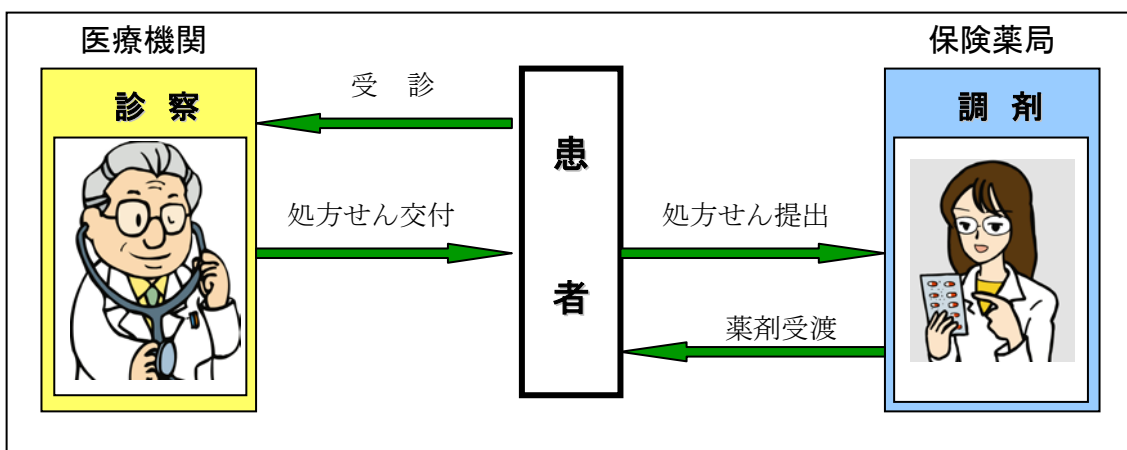 医療機関
保険薬局
診 察
受 診
患者
調 剤
処方せん交付
処方せん提出
薬剤受渡